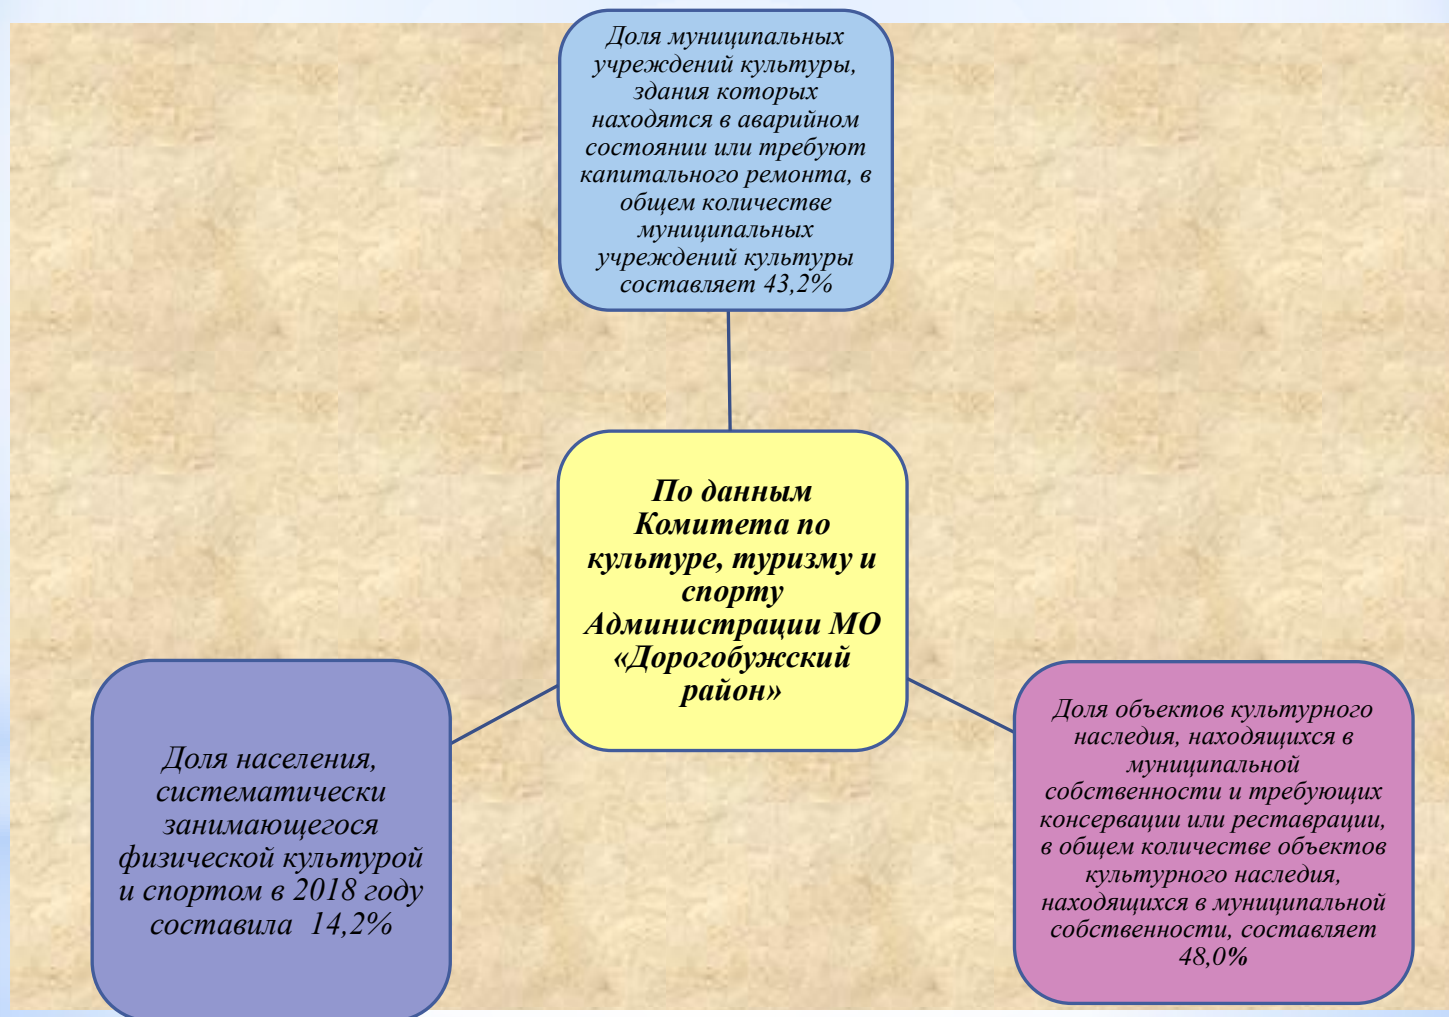 Доля муниципальных
учреждений культуры,
здания которых
находятся в аварийном
состоянии или требуют
капитального ремонта, в
общем количестве
муниципальных
учреждений культуры
составляет 43,2%
По данным
Комитета по
культуре, туризму и
спорту
Администрации МО
«Дорогобужский
район»
Доля населения,
систематически
занимающегося
физической культурой
и спортом в 2018 году
составила 14,2%
Доля объектов культурного
наследия, находящихся в
муниципальной
собственности и требующих
консервации или реставрации,
в общем количестве объектов
культурного наследия,
находящихся в муниципальной
собственности, составляет
48,0%